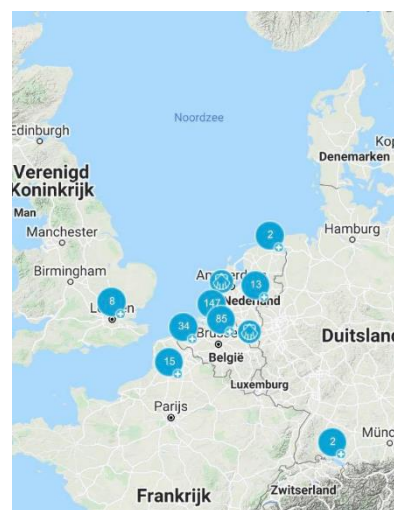 Noordzee
Edinburgh
Kop
Denemarken
Verenigd
Koninkrijk
Man
Manchester
2
Hamburg
Birmingham
13
8
147
Nederland
34
85
Duitsland
België
15
Luxemburg
Parijs
2
Münc
Frankrijk
Zwitserland